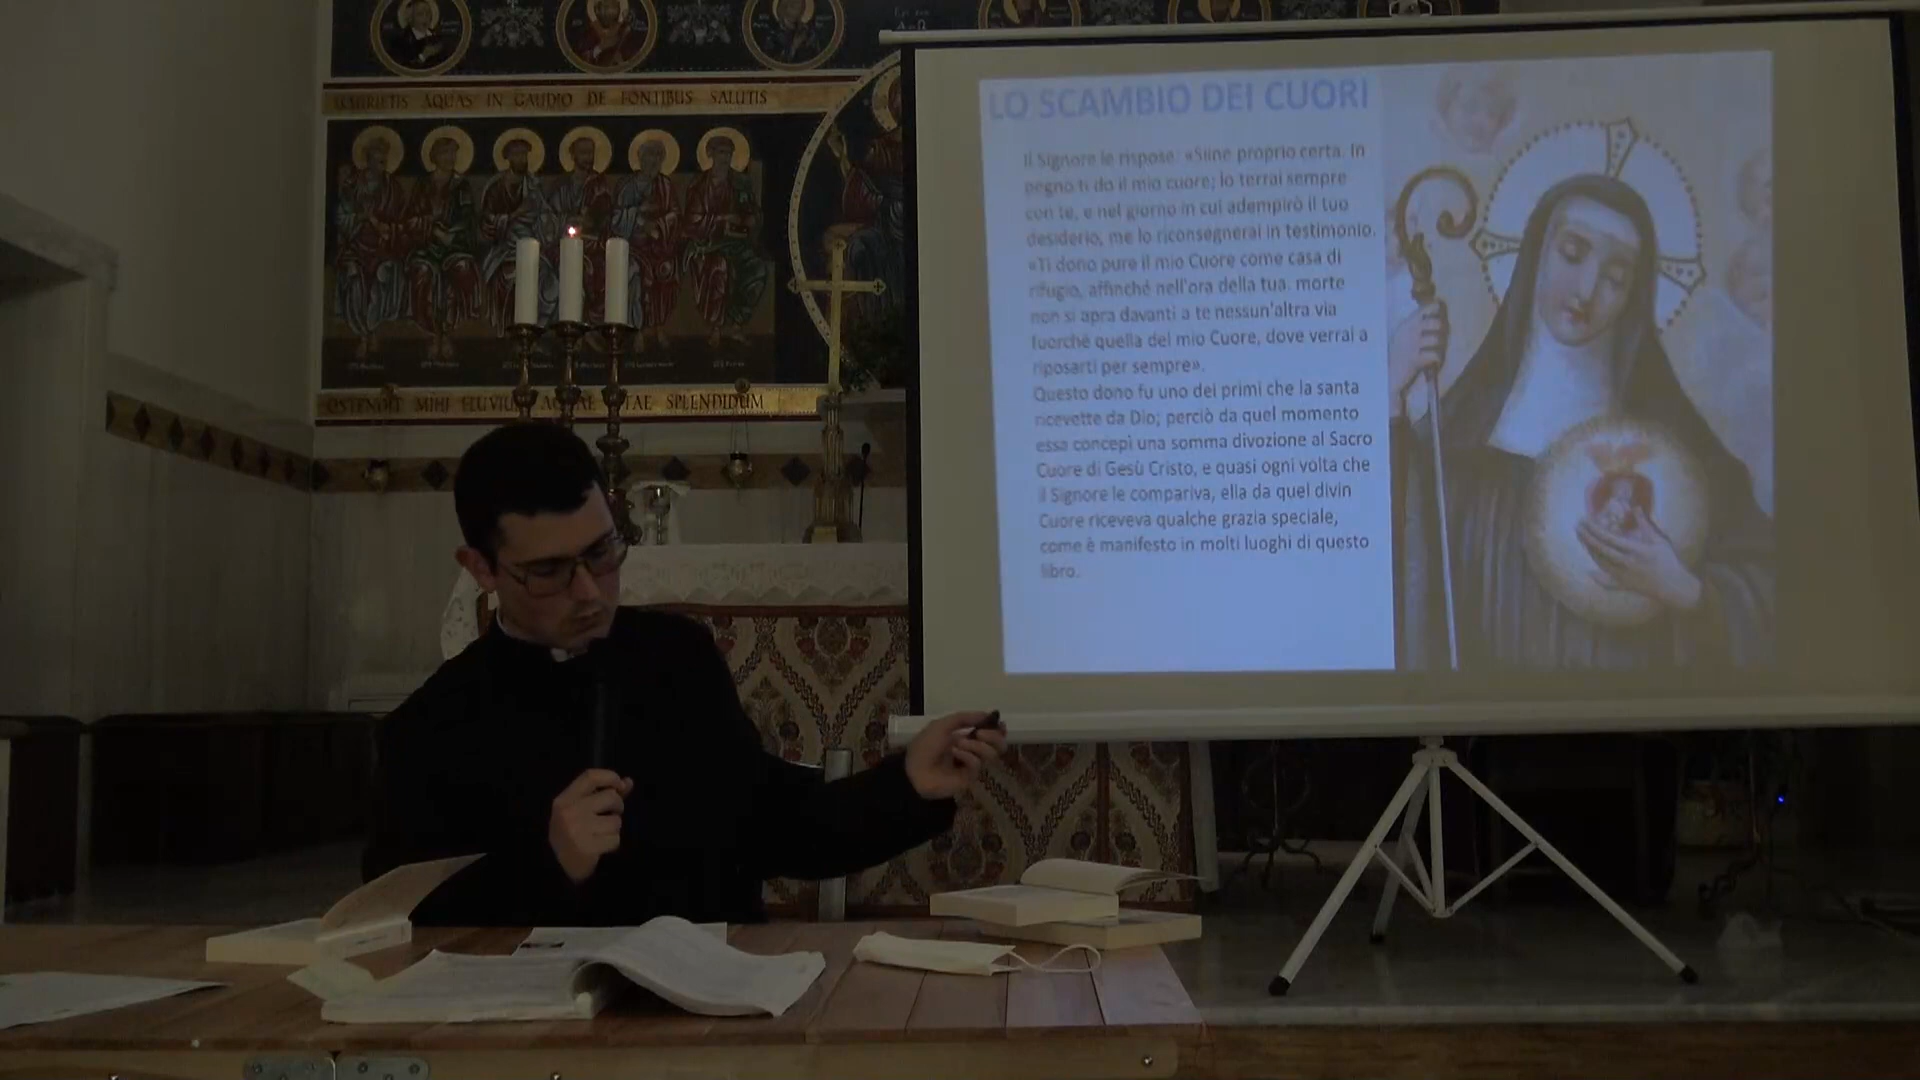 HAURIETIS AQUAS IN GAUDIO DE FONTIBUS SALUTIS
OSTENDIT MIHI FLUVIUM AQUAE VITAE SPLENDIDUM
LO SCAMBIO DEI CUORI
Il Signore le rispose: «Siine proprio certa. In
pegno ti do il mio cuore; lo terrai sempre
con te, e nel giorno in cui adempirò il tuo
desiderio, me lo riconsegnerai in testimonio.
«Ti dono pure il mio Cuore come casa di
rifugio, affinché nell'ora della tua. morte
non si apra davanti a te nessun'altra via
fuorché quella del mio Cuore, dove verrai a
riposarti per sempre».
Questo dono fu uno dei primi che la santa
ricevette da Dio; perciò da quel momento
essa concepì una somma divozione al Sacro
Cuore di Gesù Cristo, e quasi ogni volta che
il Signore le compariva, ella da quel divin
Cuore riceveva qualche grazia speciale,
come è manifesto in molti luoghi di questo
libro.